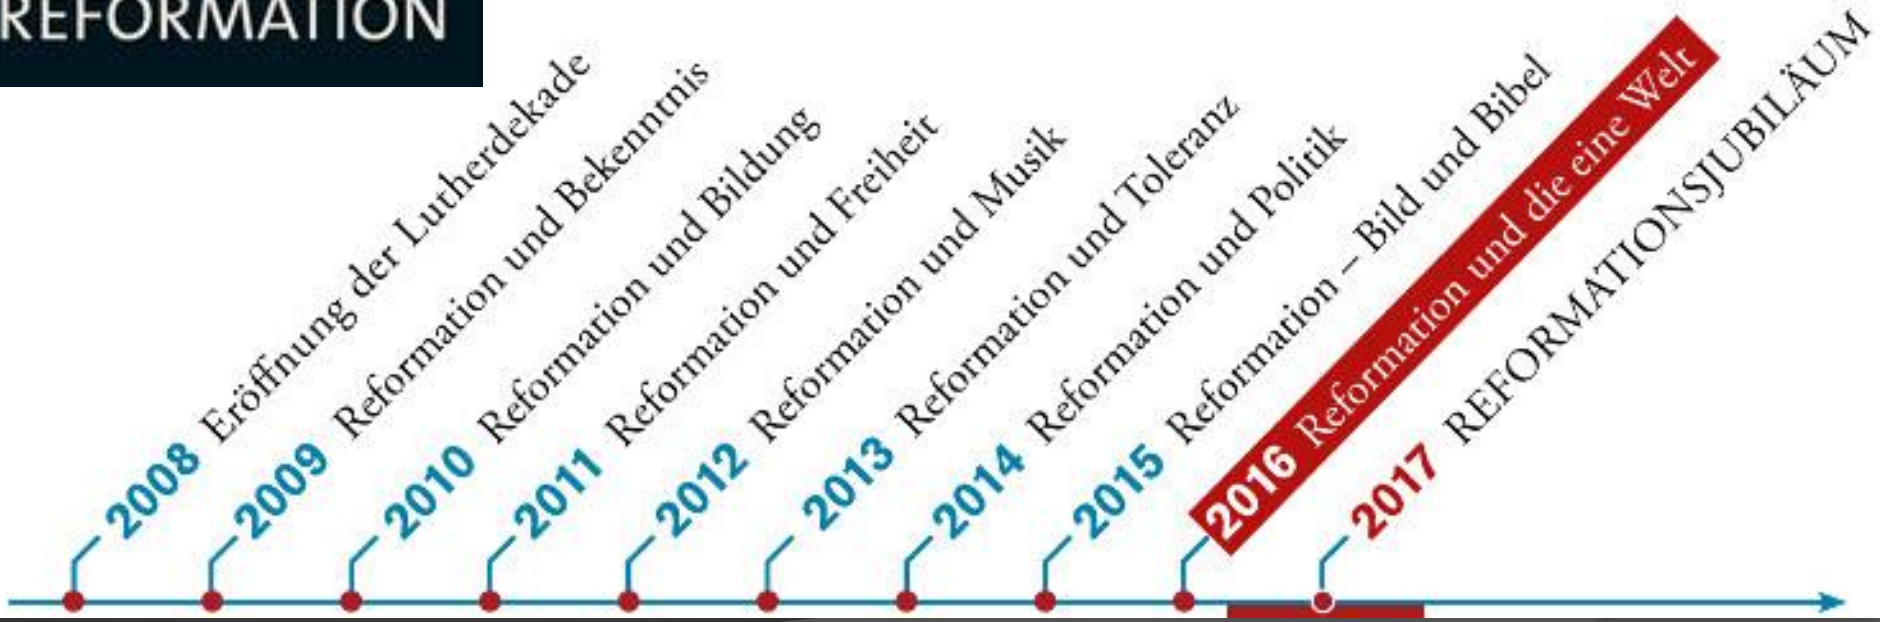 REFORMATION
2008 Eröffnung der Lutherdekade
2009 Reformation und Bekenntnis
2010 Reformation und Bildung
2011 Reformation und Freiheit
2012 Reformation und Musik
2013 Reformation und Toleranz
2014 Reformation und Politik
2015 Reformation – Bild und Bibel
2016 Reformation und die eine Welt
2017 REFORMATIONSJUBILÄUM